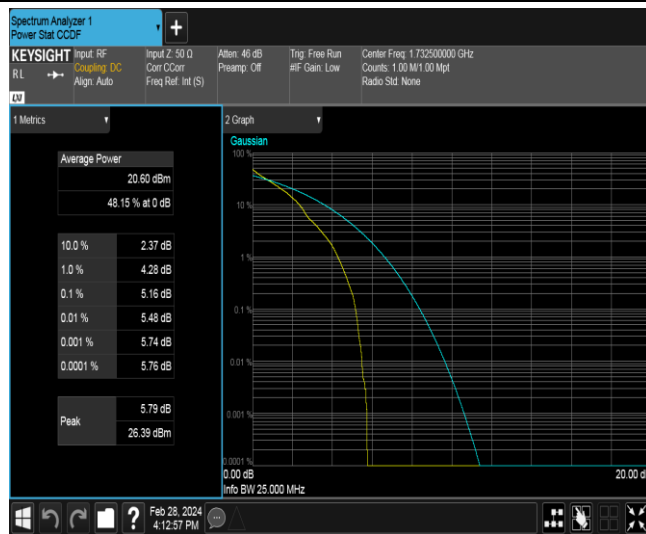 Spectrum Analyzer 1
Power Stat CCDF
+
KEYSIGHT
RL
LXI
Input: RF
Coupling: DC
Align: Auto
Input Z: 50 Ω
Corr CCorr
Freq Ref: Int (S)
Atten: 46 dB
Preamp: Off
Trig: Free Run
#IF Gain: Low
Center Freq: 1.732500000 GHz
Counts: 1.00 M/1.00 Mpt
Radio Std: None
1 Metrics
Average Power
20.60 dBm
48.15 % at 0 dB
10.0 % 2.37 dB
1.0 % 4.28 dB
0.1 % 5.16 dB
0.01 % 5.48 dB
0.001 % 5.74 dB
0.0001 % 5.76 dB
Peak
5.79 dB
26.39 dBm
2 Graph
Gaussian
100 %
10 %
1 %
0.1 %
0.01 %
0.001 %
0.0001 %
0.00 dB
20.00 d
Info BW 25.000 MHz
?
Feb 28, 2024
4:12:57 PM